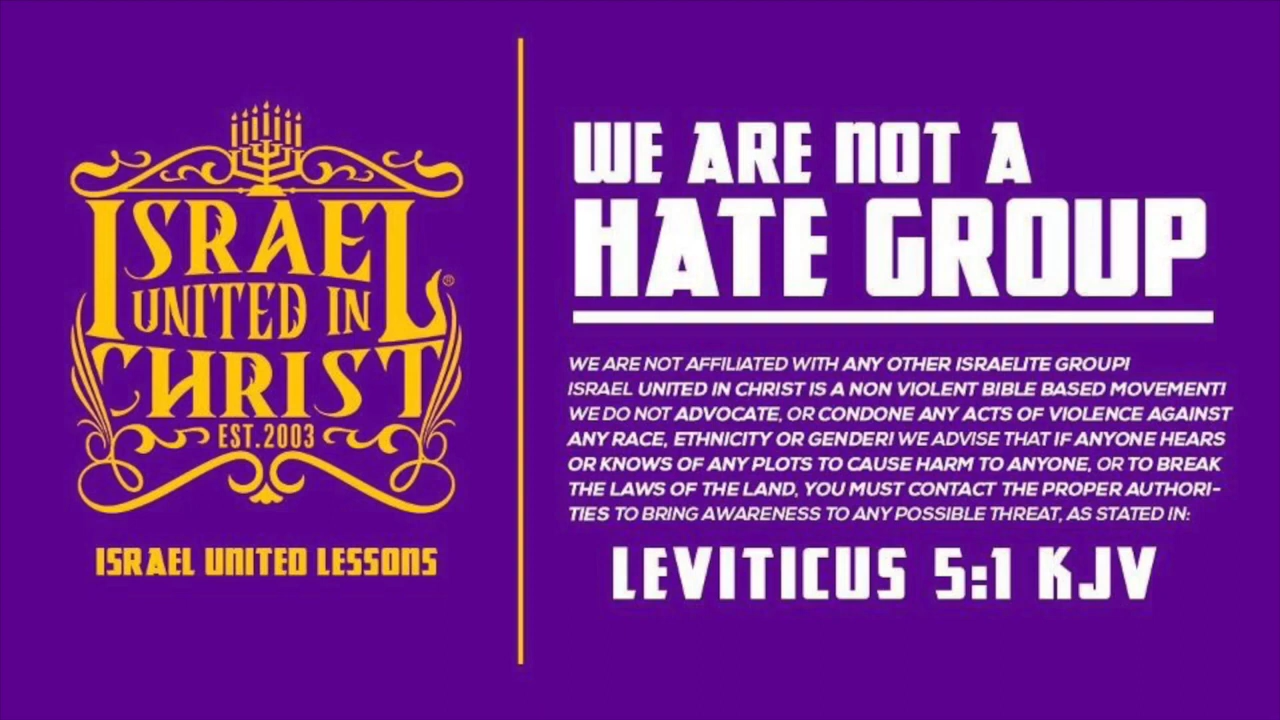 ISRAEL
UNITED IN
CHRIST
®
EST.2003
ISRAEL UNITED LESSONS
WE ARE NOT A
HATE GROUP
WE ARE NOT AFFILIATED WITH ANY OTHER ISRAELITE GROUP!
ISRAEL UNITED IN CHRIST IS A NON VIOLENT BIBLE BASED MOVEMENT!
WE DO NOT ADVOCATE, OR CONDONE ANY ACTS OF VIOLENCE AGAINST
ANY RACE, ETHNICITY OR GENDER! WE ADVISE THAT IF ANYONE HEARS
OR KNOWS OF ANY PLOTS TO CAUSE HARM TO ANYONE, OR TO BREAK
THE LAWS OF THE LAND, YOU MUST CONTACT THE PROPER AUTHORI-
TIES TO BRING AWARENESS TO ANY POSSIBLE THREAT, AS STATED IN:
LEVITICUS 5:1 KJV